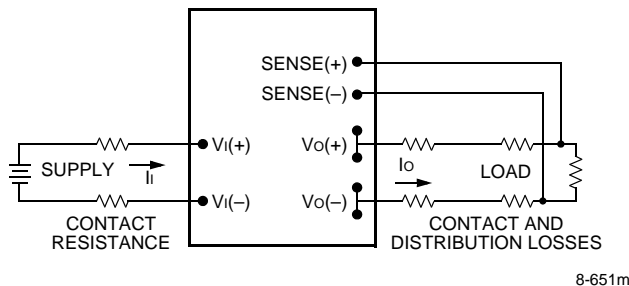 SENSE(+)
SENSE(–)
VI(+)
VO(+)
SUPPLY
II
IO
LOAD
VI(–)
VO(–)
CONTACT
RESISTANCE
CONTACT AND
DISTRIBUTION LOSSES
8-651m